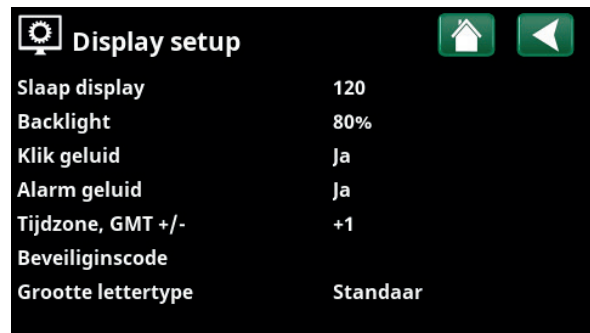 Display setup
Slaap display 120
Backlight 80%
Klik geluid Ja
Alarm geluid Ja
Tijdzone, GMT +/- +1
Beveiliginscode
Grootte lettertype Standaar